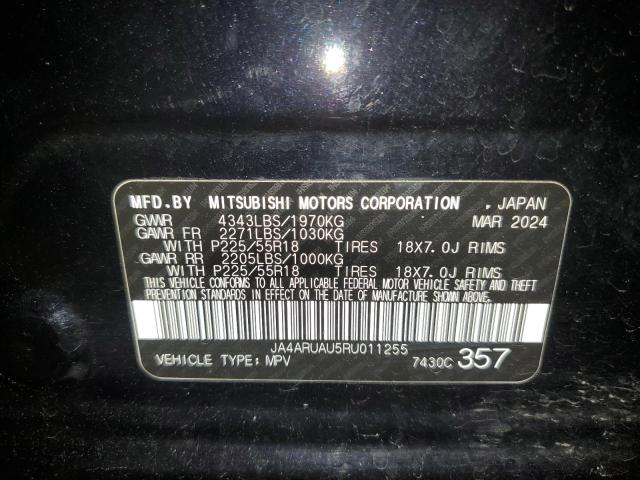 MFD.BY MITSUBISHI MOTORS CORPORATION , JAPAN
GVWR 4343LBS/1970KG MAR 2024
GAWR FR 2271LBS/1030KG
WITH P225/55R18 TIRES 18X7.0J RIMS
GAWR RR 2205LBS/1000KG
WITH P225/55R18 TIRES 18X7.0J RIMS
THIS VEHICLE CONFORMS TO ALL APPLICABLE FEDERAL MOTOR VEHICLE SAFETY AND THEFT
PREVENTION STANDARDS IN EFFECT ON THE DATE OF MANUFACTURE SHOWN ABOVE.
JA4ARUAU5RU011255
VEHICLE TYPE: MPV 7430C 357